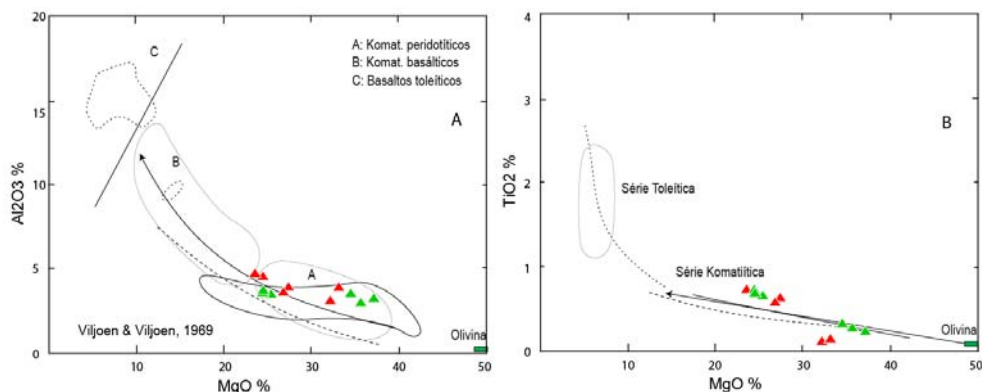 20
15
10
5
0
Al2O3 %
C
A: Komat. peridotíticos
B: Komat. basálticos
C: Basaltos toleíticos
A
B
A
Viljoen & Viljoen, 1969
Olivina
10
20
30
40
50
MgO %
4
3
2
1
0
TiO2 %
B
Série Toleítica
Série Komatiítica
Olivina
10
20
30
40
50
MgO %